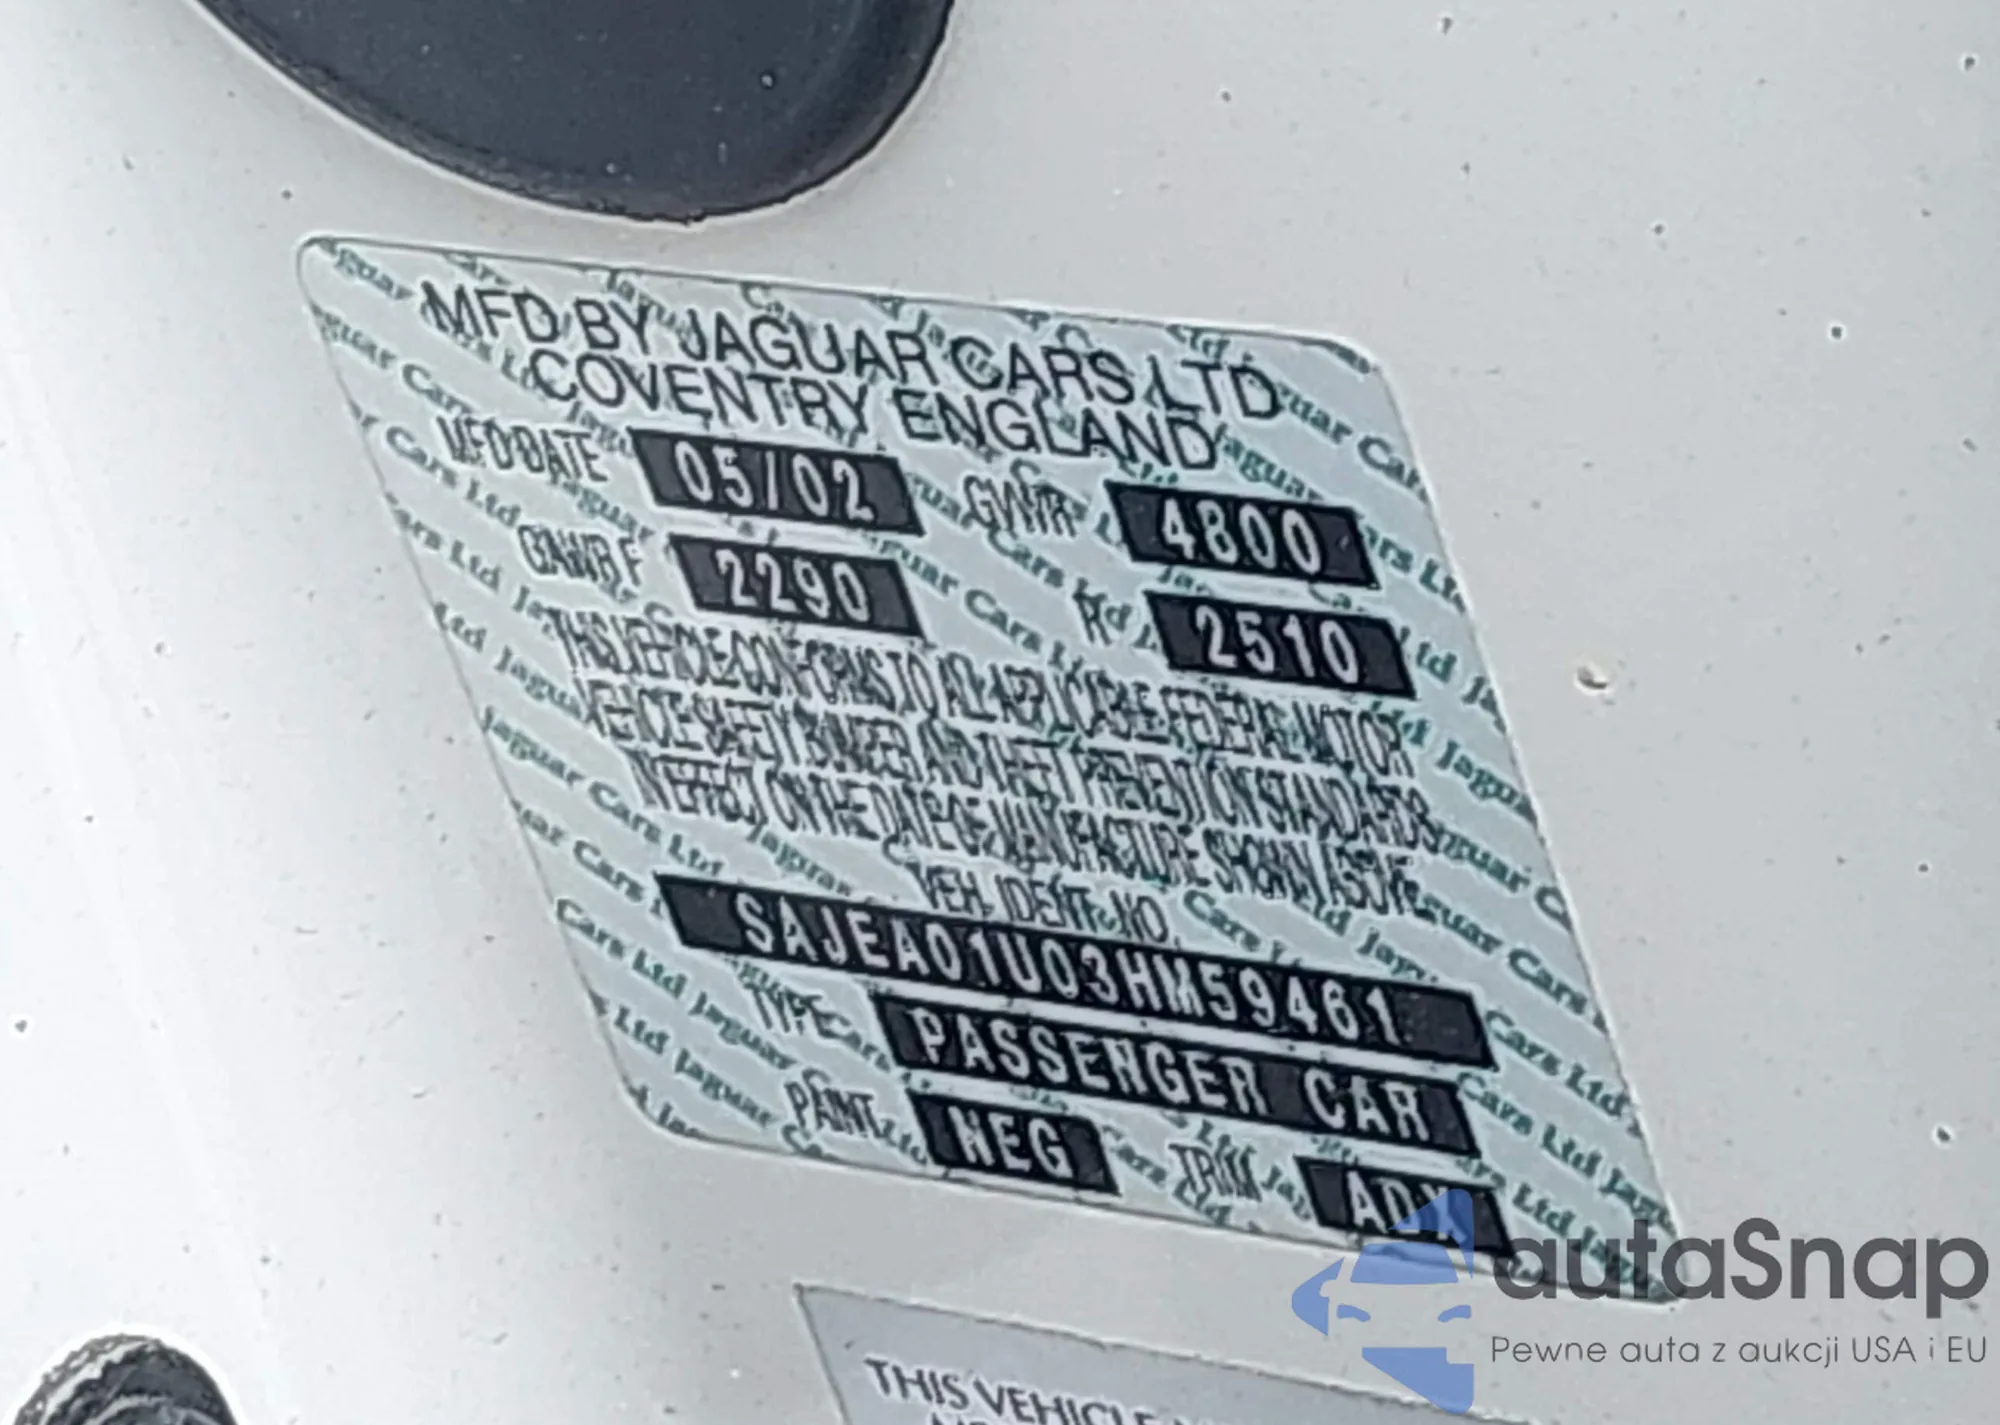 MFD BY JAGUAR CARS LTD
COVENTRY ENGLAND
MFD DATE 05/02 GVWR 4800
GAWR F 2290 R 2510
THIS VEHICLE CONFORMS TO ALL APPLICABLE FEDERAL MOTOR
VEHICLE SAFETY BUMPER AND THEFT PREVENTION STANDARDS
IN EFFECT ON THE DATE OF MANUFACTURE SHOWN ABOVE
VEH. IDENT. NO.
SAJEA01U03HM59461
TYPE PASSENGER CAR
PAINT NEG TRIM ADX
THIS VEHICLE
autaSnap
Pewne auta z aukcji USA i EU